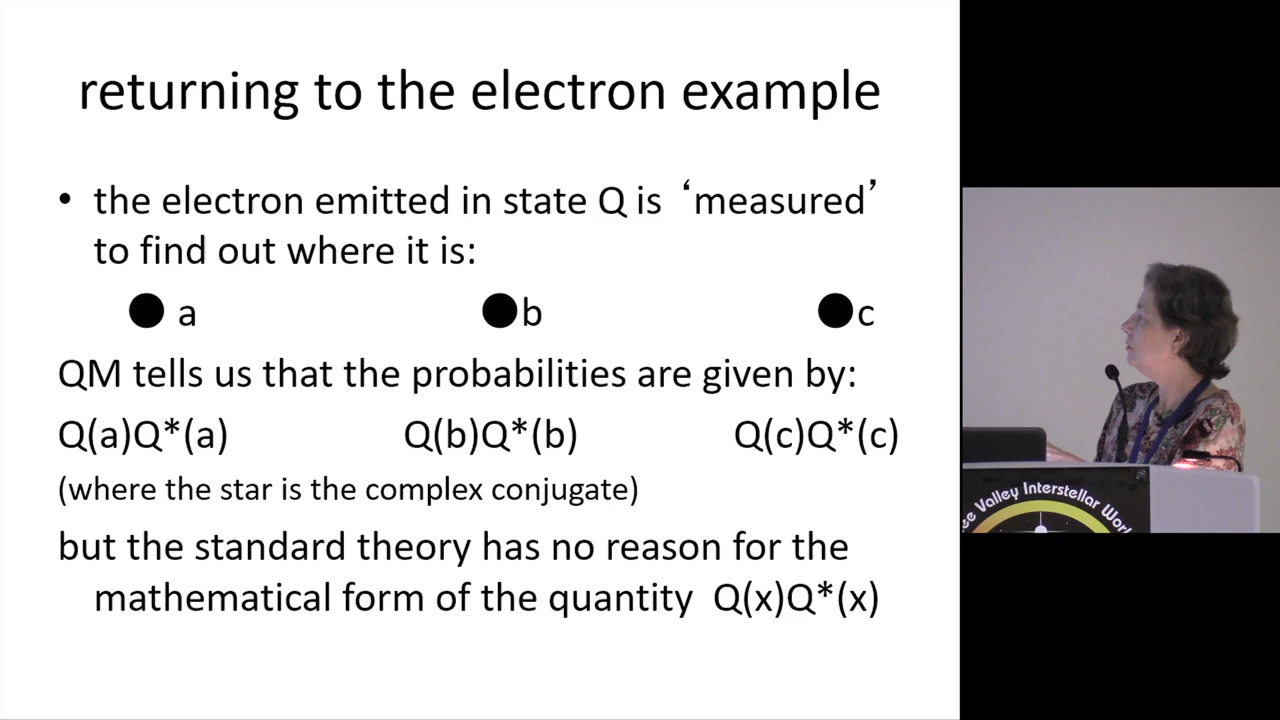 returning to the electron example
• the electron emitted in state Q is ‘measured’
to find out where it is:
a b c
QM tells us that the probabilities are given by:
Q(a)Q*(a) Q(b)Q*(b) Q(c)Q*(c)
(where the star is the complex conjugate)
but the standard theory has no reason for the
mathematical form of the quantity Q(x)Q*(x)
Valley Interstellar